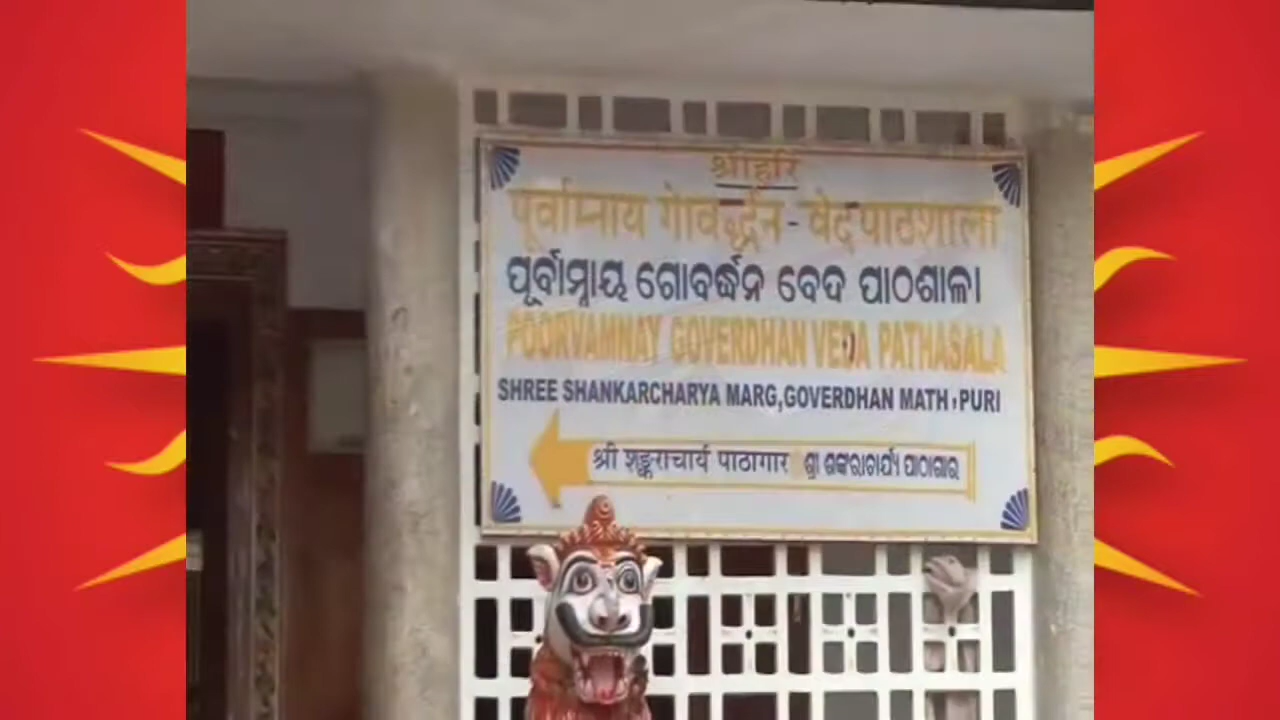 श्रीहरि
पूर्वाम्नाय गोवर्द्धन - वेद पाठशाला
ପୂର୍ବାମ୍ନାୟ ଗୋବର୍ଦ୍ଧନ ବେଦ ପାଠଶାଳା
POORVAMNAY GOVERDHAN VEDA PATHASALA
SHREE SHANKARCHARYA MARG,GOVERDHAN MATH,PURI
श्री शङ्कराचार्य पाठागार ଶ୍ରୀ ଶଙ୍କରାଚାର୍ଯ୍ୟ ପାଠାଗାର